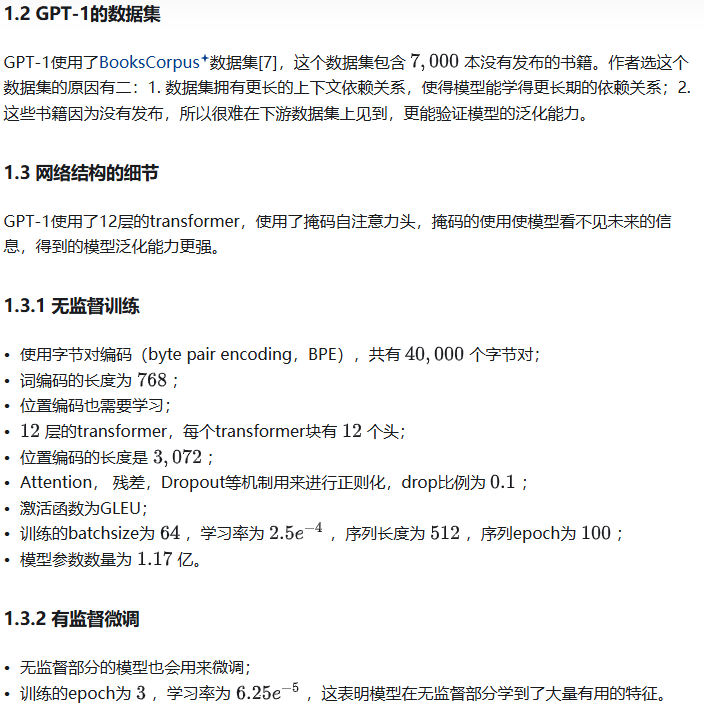 1.2 GPT-1的数据集
GPT-1使用了BooksCorpus数据集[7]，这个数据集包含 7,000 本没有发布的书籍。作者选这个
数据集的原因有二：1. 数据集拥有更长的上下文依赖关系，使得模型能学得更长期的依赖关系；2.
这些书籍因为没有发布，所以很难在下游数据集上见到，更能验证模型的泛化能力。
1.3 网络结构的细节
GPT-1使用了12层的transformer，使用了掩码自注意力头，掩码的使用使模型看不见未来的信
息，得到的模型泛化能力更强。
1.3.1 无监督训练
• 使用字节对编码（byte pair encoding，BPE），共有 40,000 个字节对；
• 词编码的长度为 768 ；
• 位置编码也需要学习；
• 12 层的transformer，每个transformer块有 12 个头；
• 位置编码的长度是 3,072 ；
• Attention， 残差，Dropout等机制用来进行正则化，drop比例为 0.1 ；
• 激活函数为GLEU；
• 训练的batchsize为 64 ，学习率为 2.5e⁻⁴ ，序列长度为 512 ，序列epoch为 100 ；
• 模型参数数量为 1.17 亿。
1.3.2 有监督微调
• 无监督部分的模型也会用来微调；
• 训练的epoch为 3 ，学习率为 6.25e⁻⁵ ，这表明模型在无监督部分学到了大量有用的特征。